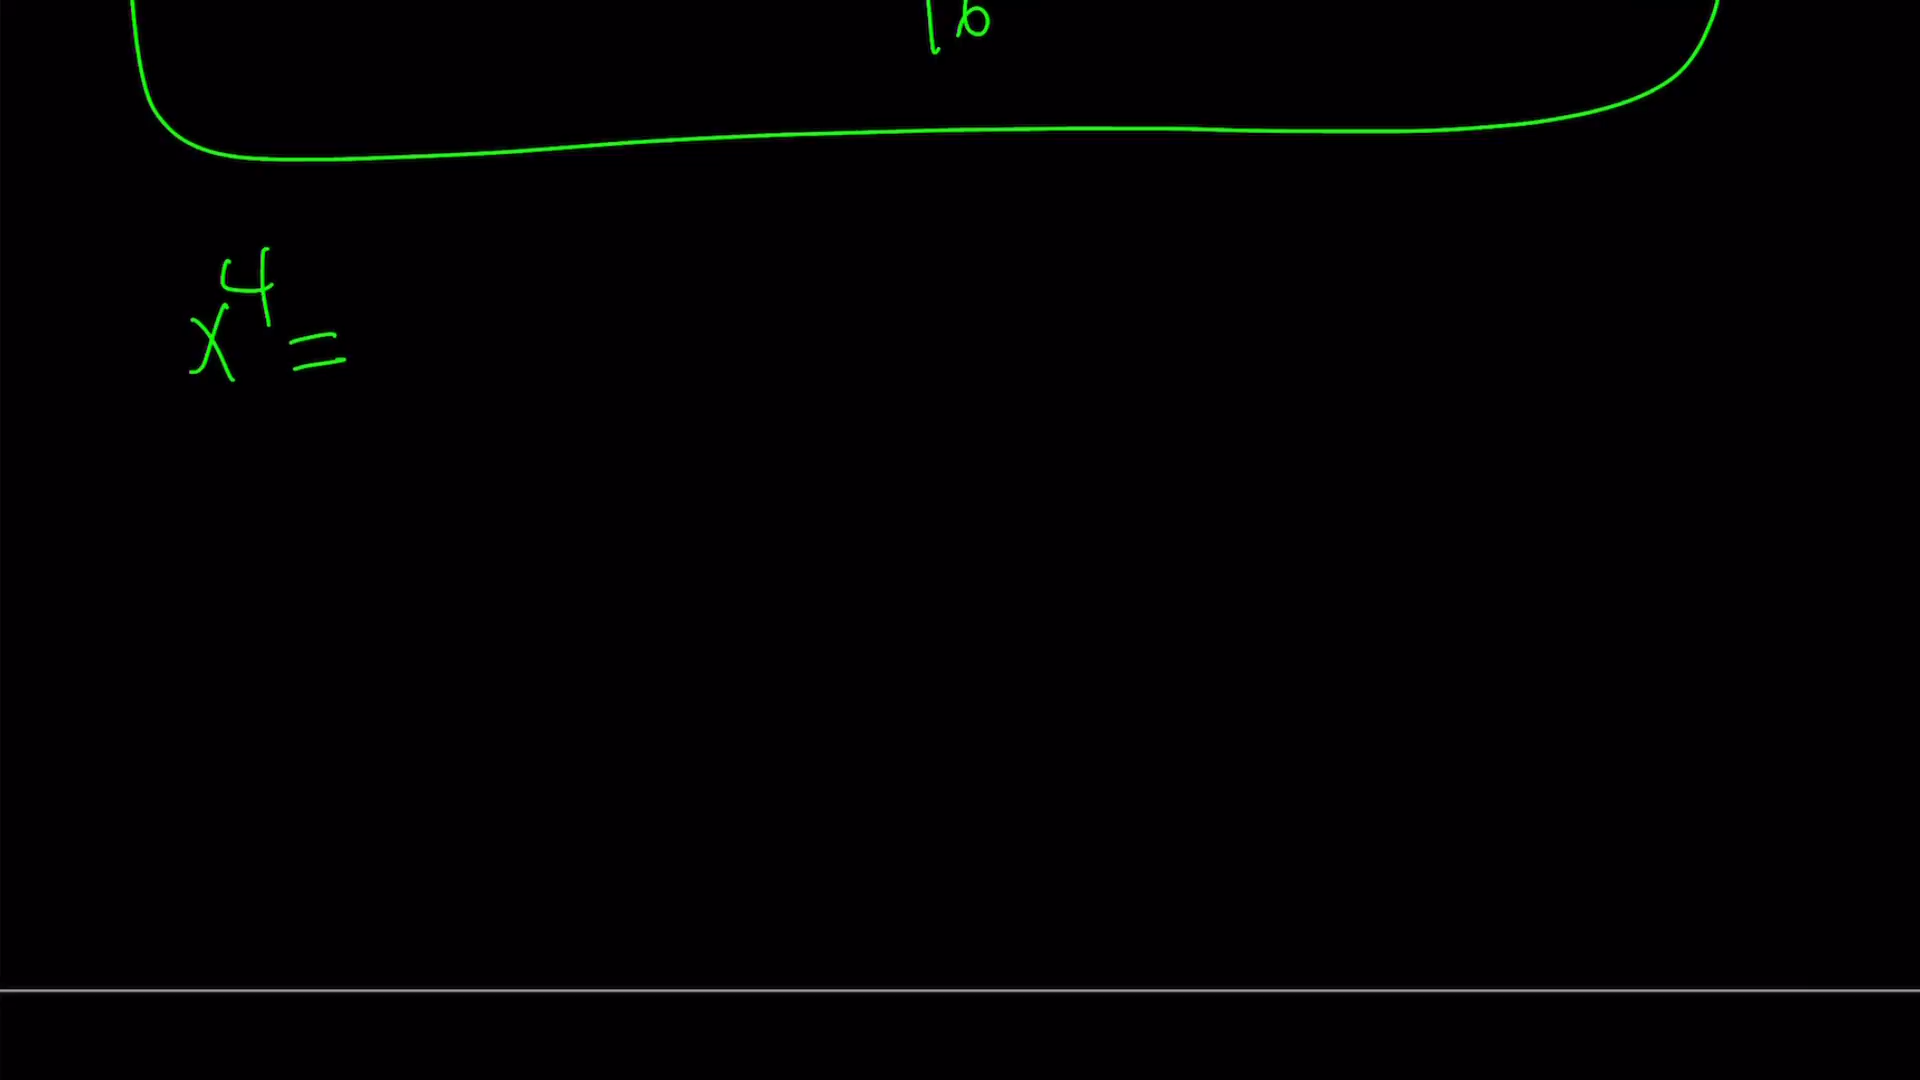 16
x⁴ =